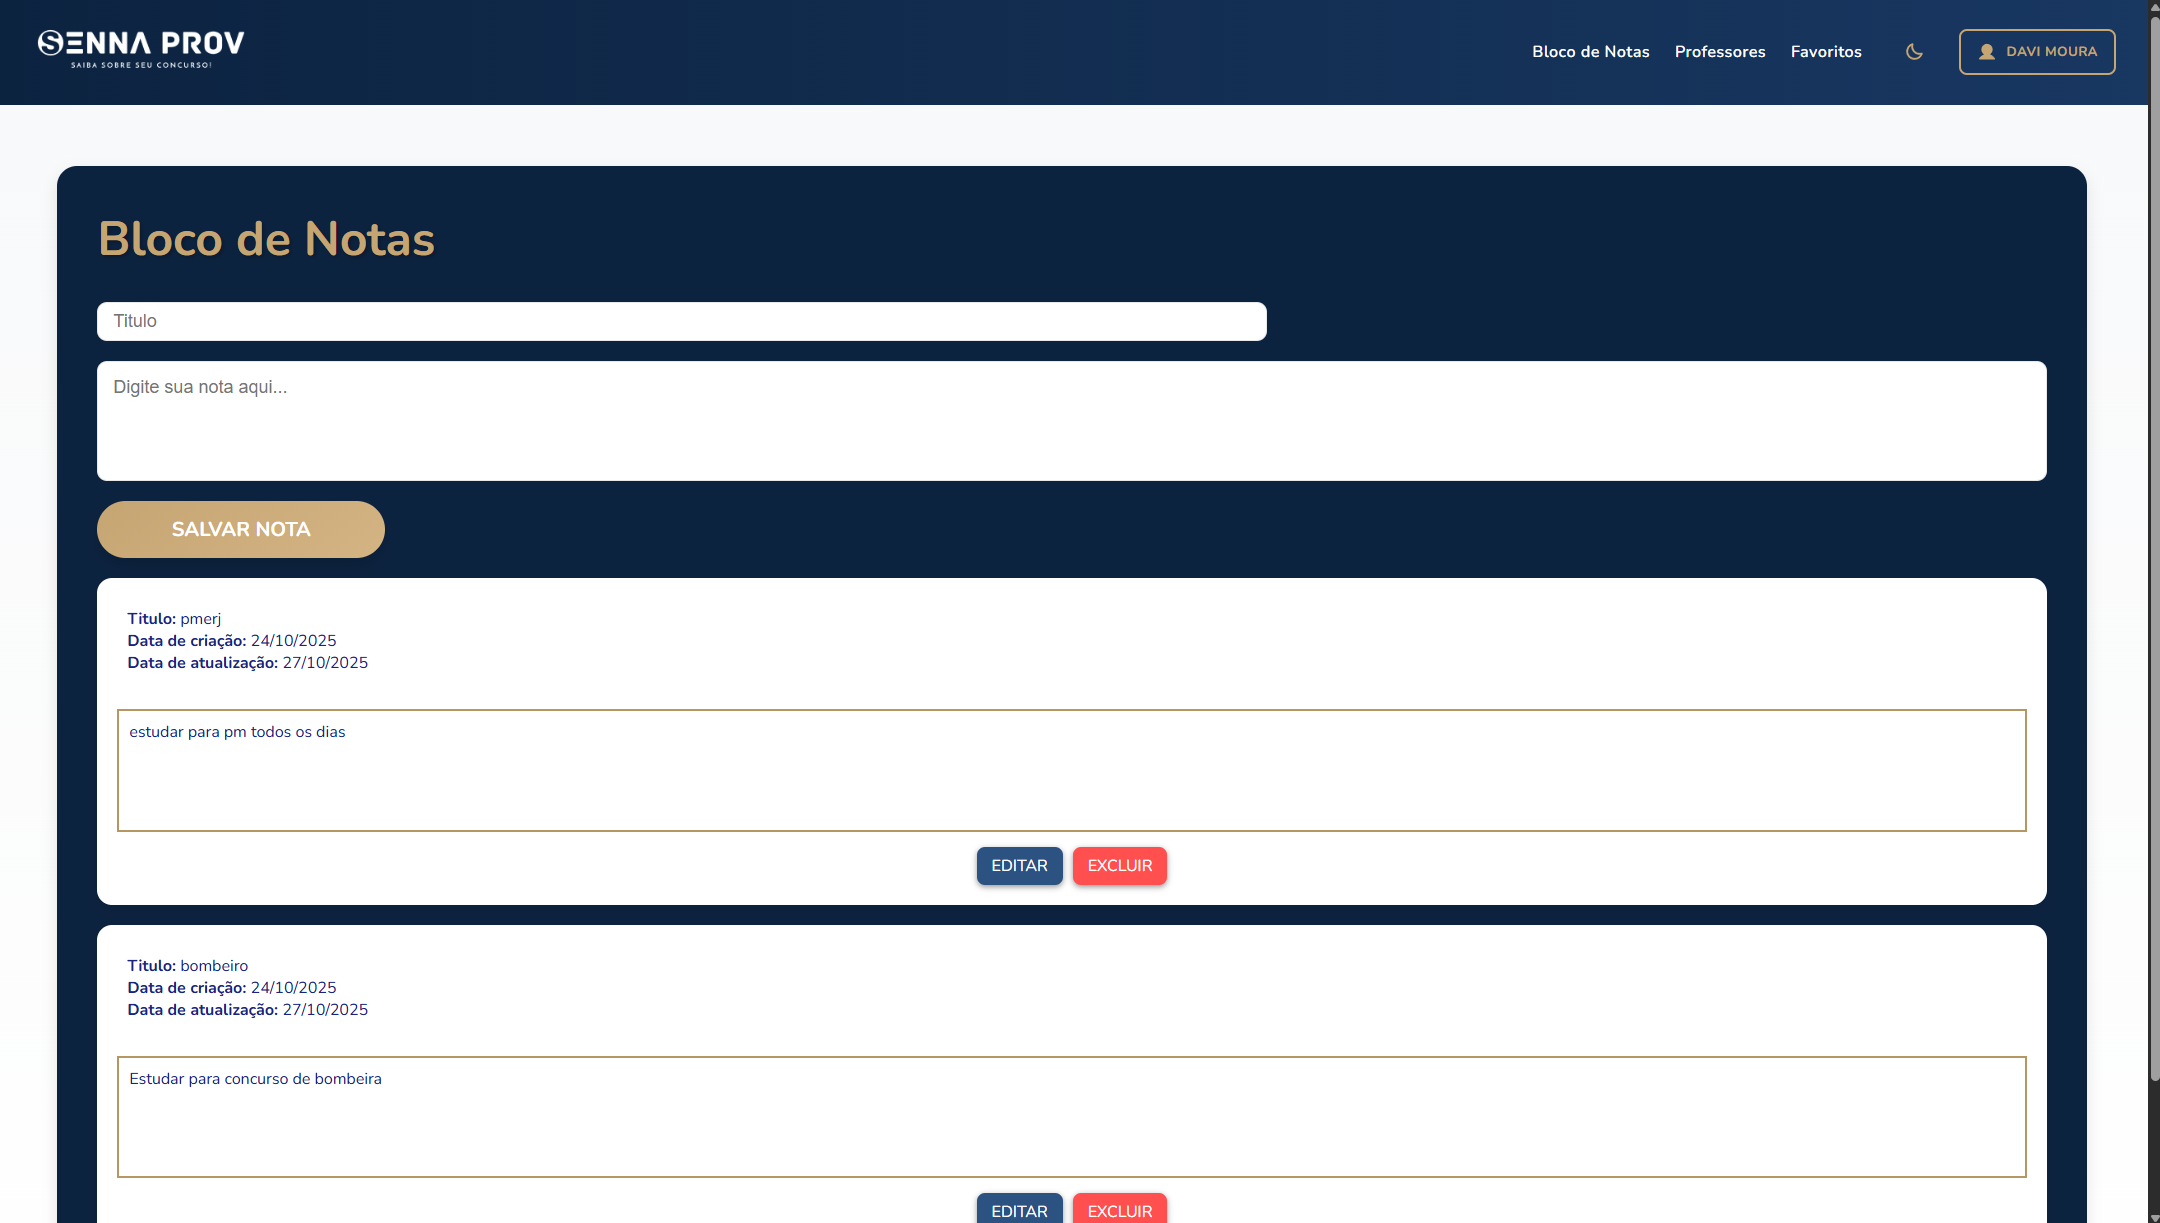 SENNA PROV
SAIBA SOBRE SEU CONCURSO!
Bloco de Notas Professores Favoritos DAVI MOURA
Bloco de Notas
Titulo
Digite sua nota aqui...
SALVAR NOTA
Titulo: pmerj
Data de criação: 24/10/2025
Data de atualização: 27/10/2025
estudar para pm todos os dias
EDITAR EXCLUIR
Titulo: bombeiro
Data de criação: 24/10/2025
Data de atualização: 27/10/2025
Estudar para concurso de bombeira
EDITAR EXCLUIR